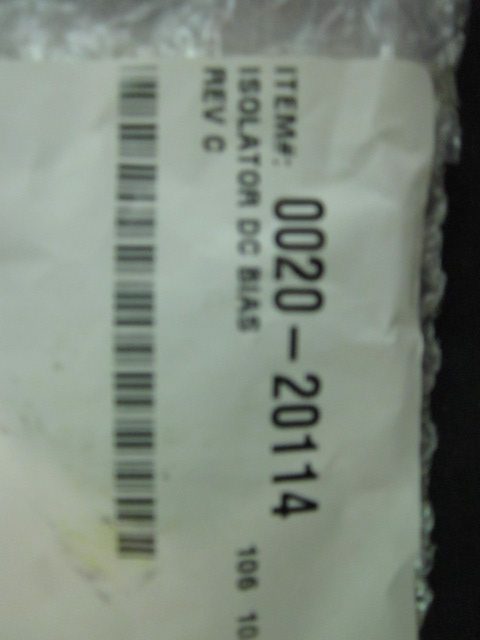 ITEM#: 0020-20114
ISOLATOR DC BIAS 106 10
REV C